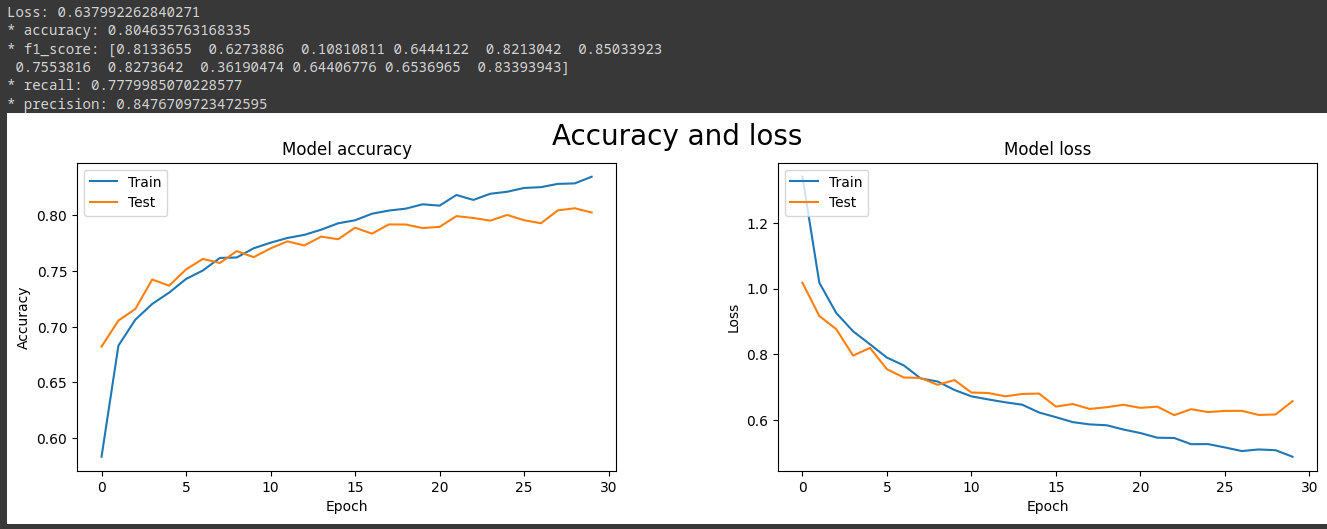 Loss: 0.637992262840271
* accuracy: 0.804635763168335
* f1_score: [0.8133655  0.6273886  0.10810811 0.6444122  0.8213042  0.85033923
 0.7553816  0.8273642  0.36190474 0.64406776 0.6536965  0.83393943]
* recall: 0.7779985070228577
* precision: 0.8476709723472595
Accuracy and loss
Model accuracy
Train
Test
0.80
0.75
0.70
0.65
0.60
Accuracy
0 5 10 15 20 25 30
Epoch
Model loss
Train
Test
1.2
1.0
0.8
0.6
Loss
0 5 10 15 20 25 30
Epoch